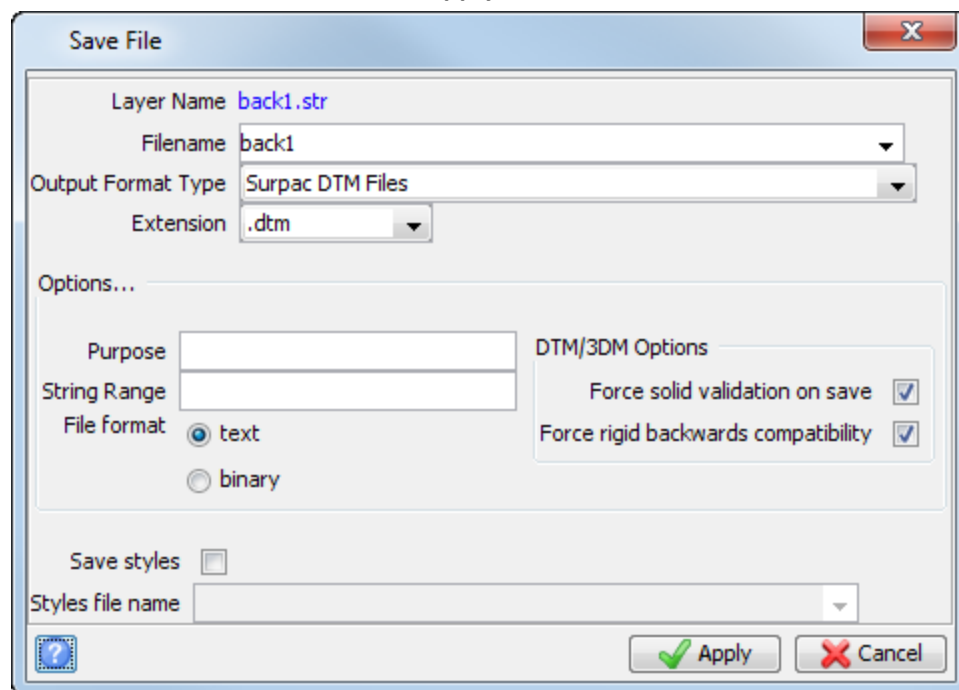 Save File
Layer Name back1.str
Filename back1
Output Format Type Surpac DTM Files
Extension .dtm
Options...
Purpose
DTM/3DM Options
String Range
Force solid validation on save
File format text
Force rigid backwards compatibility
binary
Save styles
Styles file name
? Apply Cancel